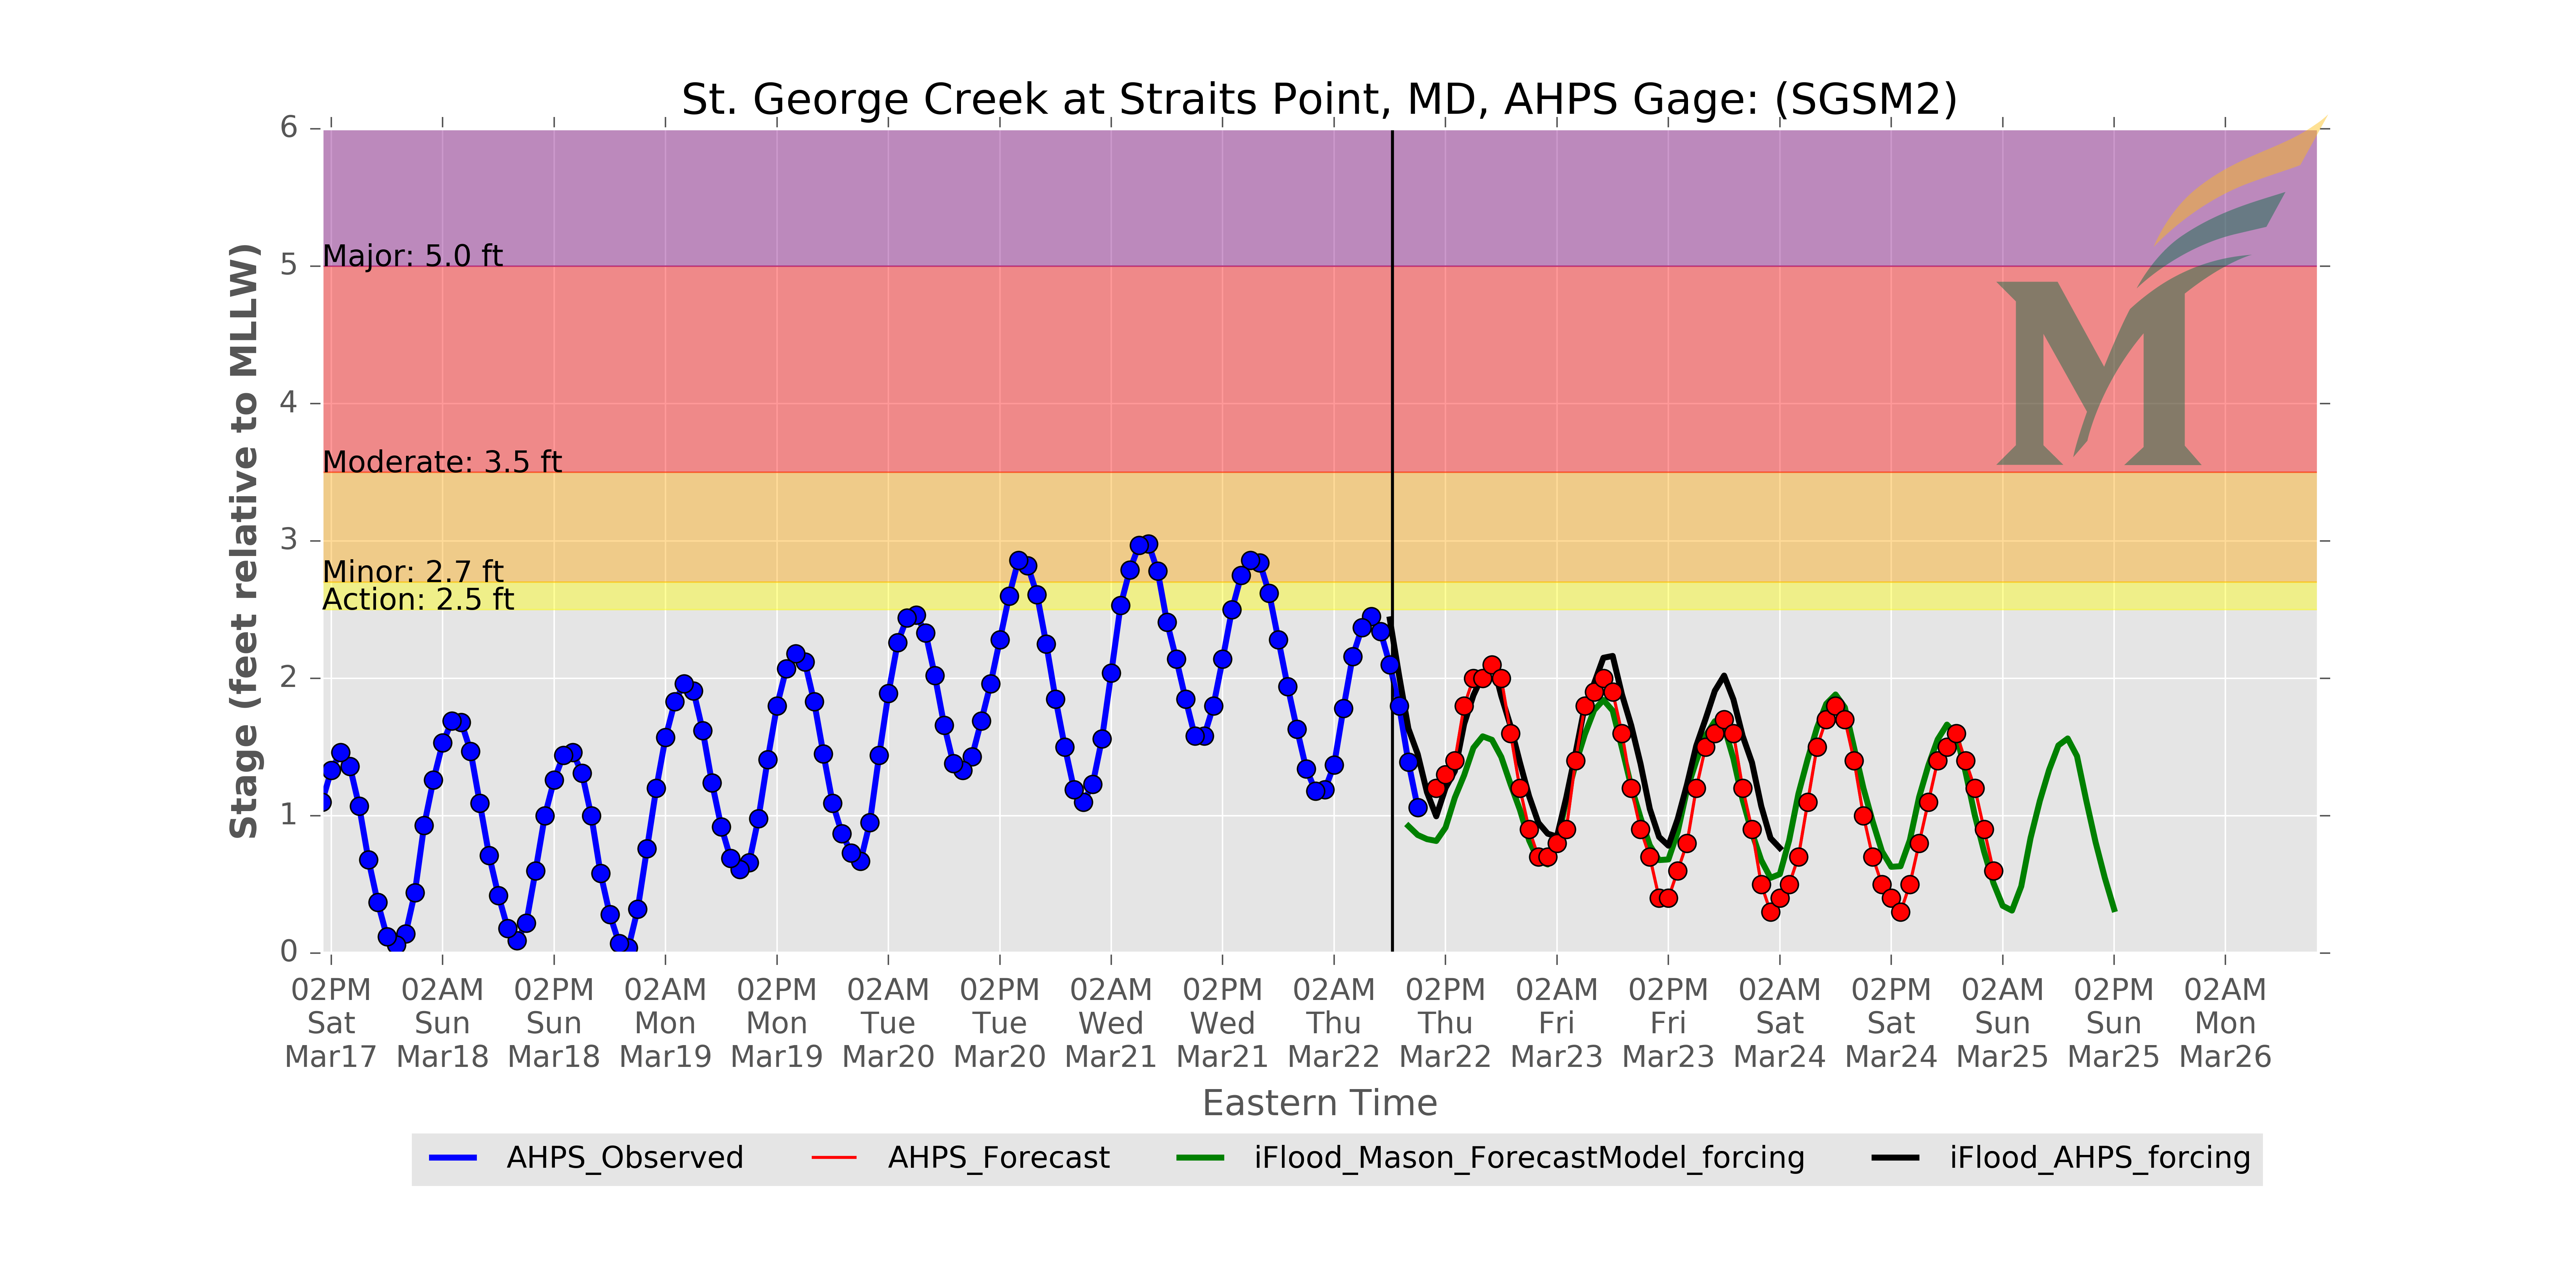 St. George Creek at Straits Point, MD, AHPS Gage: (SGSM2)
Stage (feet relative to MLLW)
6
5
4
3
2
1
0
Major: 5.0 ft
Moderate: 3.5 ft
Minor: 2.7 ft
Action: 2.5 ft
M
02PM 02AM 02PM 02AM 02PM 02AM 02PM 02AM 02PM 02AM 02PM 02AM 02PM 02AM 02PM 02AM 02PM 02AM
Sat Sun Sun Mon Mon Tue Tue Wed Wed Thu Thu Fri Fri Sat Sat Sun Sun Mon
Mar17 Mar18 Mar18 Mar19 Mar19 Mar20 Mar20 Mar21 Mar21 Mar22 Mar22 Mar23 Mar23 Mar24 Mar24 Mar25 Mar25 Mar26
Eastern Time
AHPS_Observed AHPS_Forecast iFlood_Mason_ForecastModel_forcing iFlood_AHPS_forcing